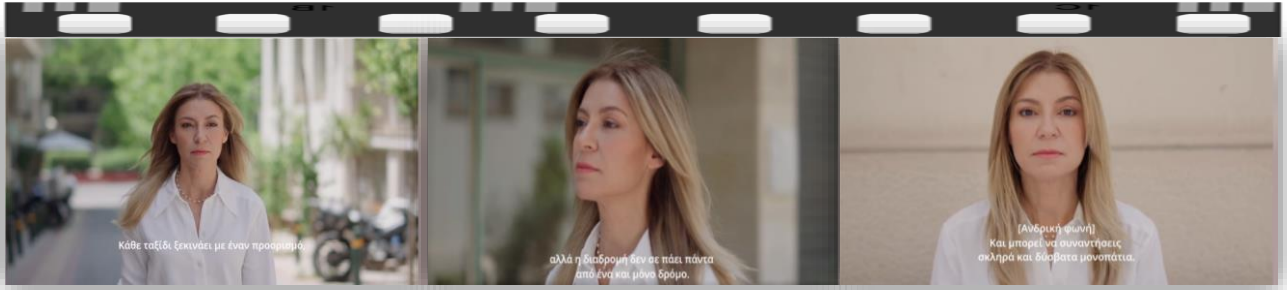 Κάθε ταξίδι ξεκινάει με έναν προορισμό,
αλλά η διαδρομή δεν σε πάει πάντα
από ένα και μόνο δρόμο.
[Ανδρική φωνή]
Και μπορεί να συναντήσεις
σκληρά και δύσβατα μονοπάτια.